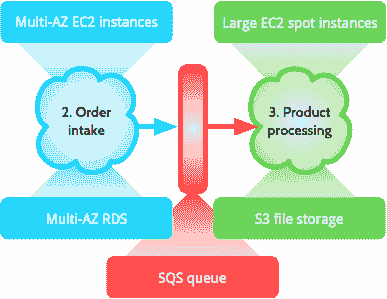 Multi-AZ EC2 instances
Large EC2 spot instances
2. Order
intake
3. Product
processing
Multi-AZ RDS
S3 file storage
SQS queue